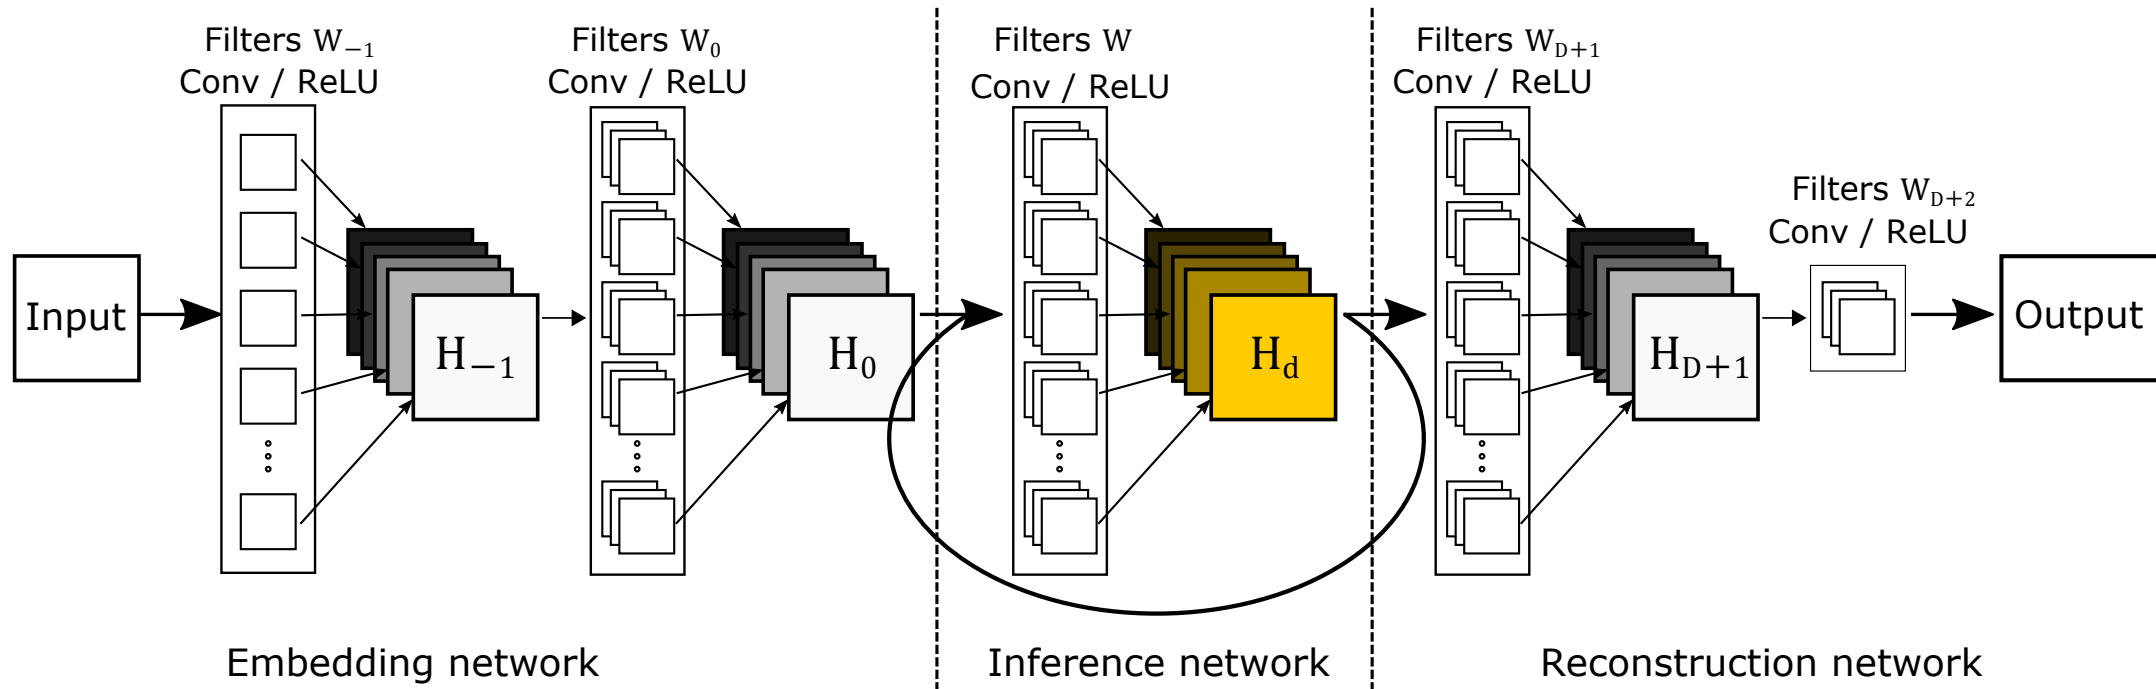 Filters W₋₁
Conv / ReLU
Filters W₀
Conv / ReLU
Filters W
Conv / ReLU
Filters W_D+1
Conv / ReLU
Filters W_D+2
Conv / ReLU
Input
H₋₁
H₀
H_d
H_D+1
Output
Embedding network
Inference network
Reconstruction network